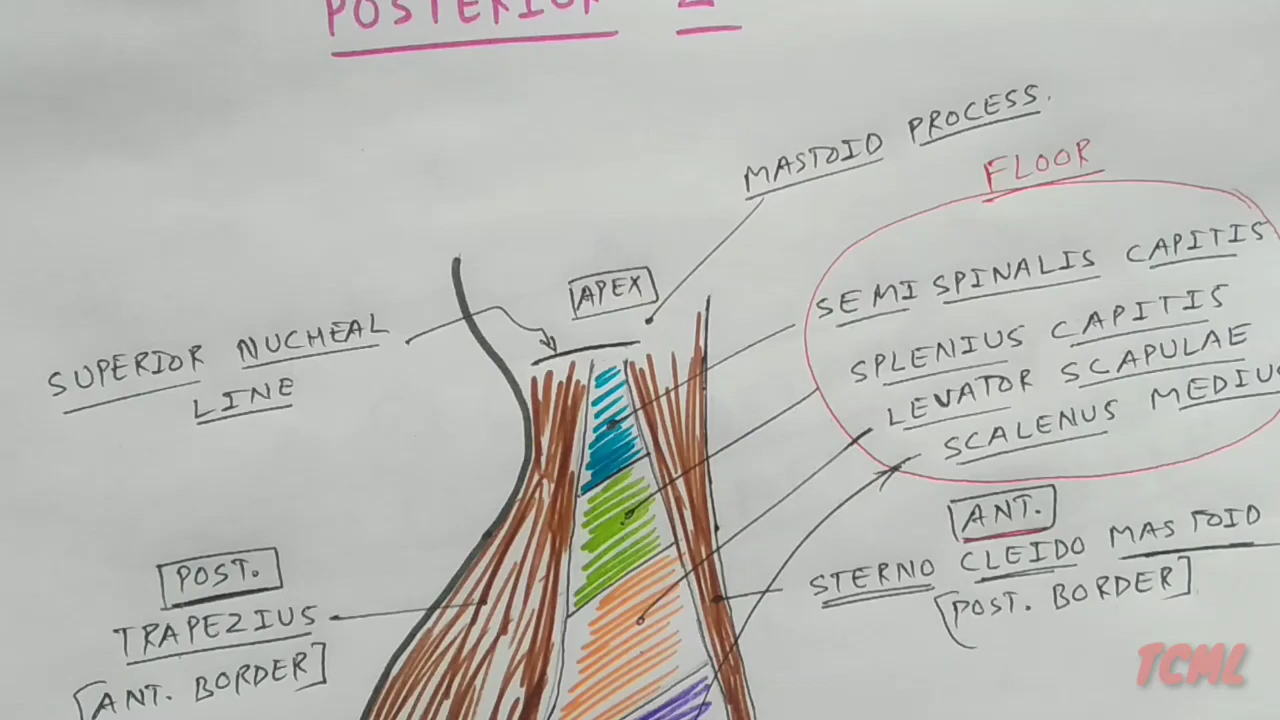 POSTERIOR Δ
MASTOID PROCESS.
FLOOR
APEX
SEMI SPINALIS CAPITIS
SPLENIUS CAPITIS
LEVATOR SCAPULAE
SCALENUS MEDIUS
SUPERIOR NUCHEAL
LINE
ANT.
STERNO CLEIDO MASTOID
[POST. BORDER]
POST.
TRAPEZIUS
[ANT. BORDER]
TCML